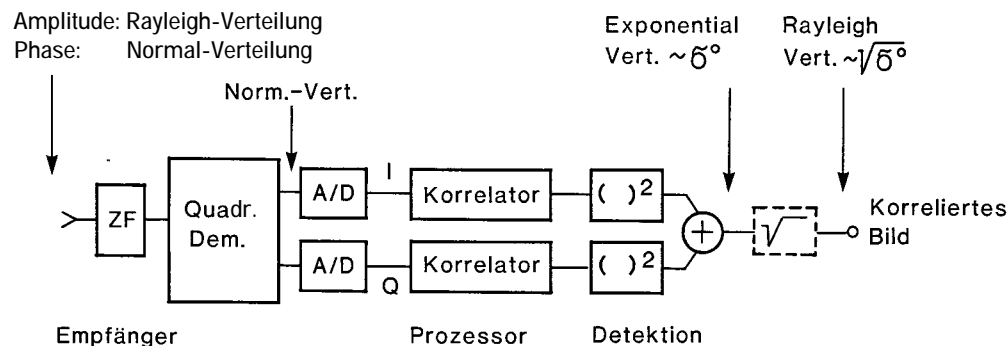 Amplitude: Rayleigh-Verteilung
Phase: Normal-Verteilung
Exponential
Vert. ~σ°
Rayleigh
Vert. ~√σ°
Norm.-Vert.
ZF
Quadr.
Dem.
A/D
I
Korrelator
( )²
A/D
Q
Korrelator
( )²
+
√
Korreliertes
Bild
Empfänger
Prozessor
Detektion